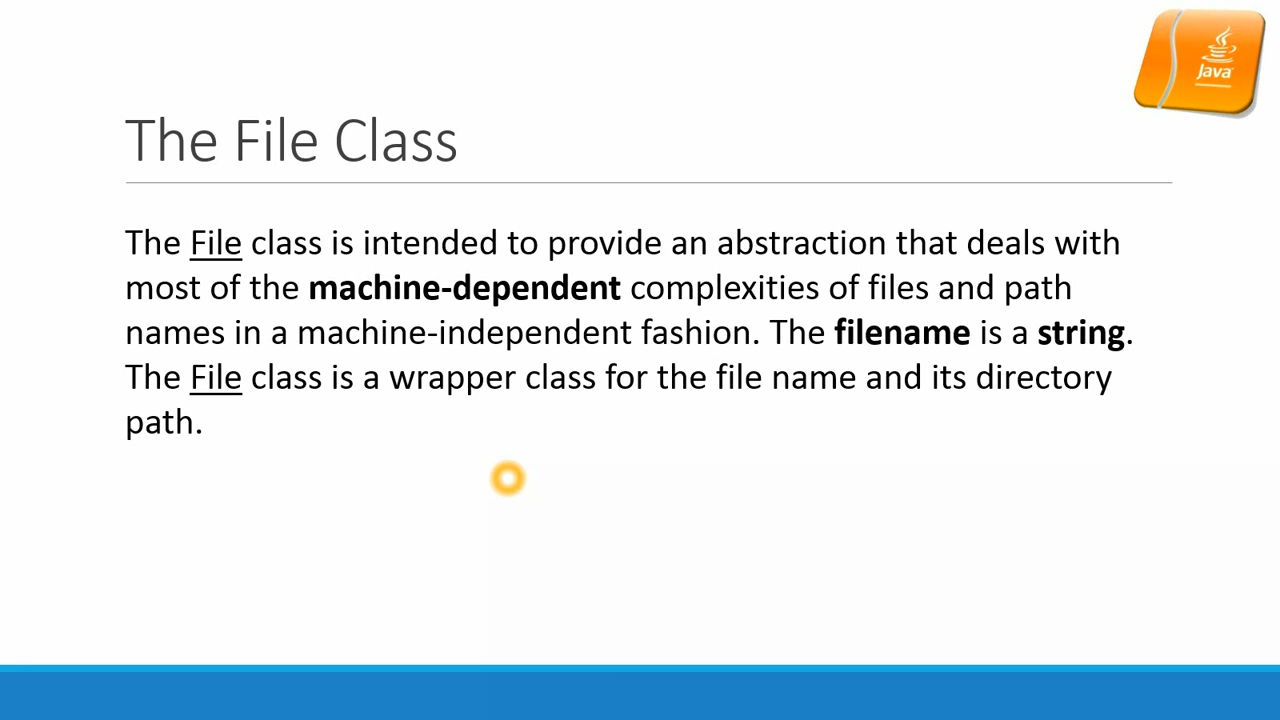 Java
The File Class
The File class is intended to provide an abstraction that deals with
most of the machine-dependent complexities of files and path
names in a machine-independent fashion. The filename is a string.
The File class is a wrapper class for the file name and its directory
path.